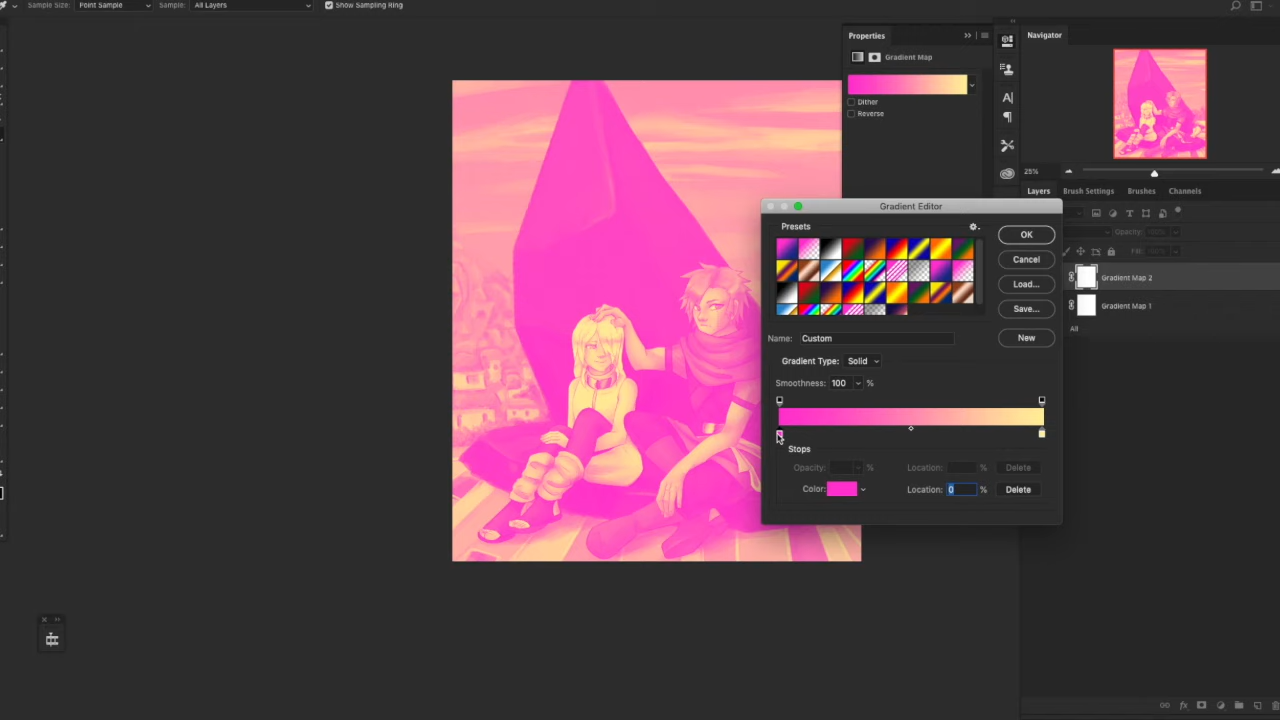 Sample Size: Point Sample Sample: All Layers Show Sampling Ring
Properties
Gradient Map
Dither
Reverse
Navigator
25%
Layers Brush Settings Brushes Channels
Opacity: 100%
Fill: 100%
Gradient Map 2
Gradient Map 1
All
Gradient Editor
Presets
OK
Cancel
Load...
Save...
Name: Custom
New
Gradient Type: Solid
Smoothness: 100 %
Stops
Opacity: % Location: % Delete
Color: Location: 0 % Delete